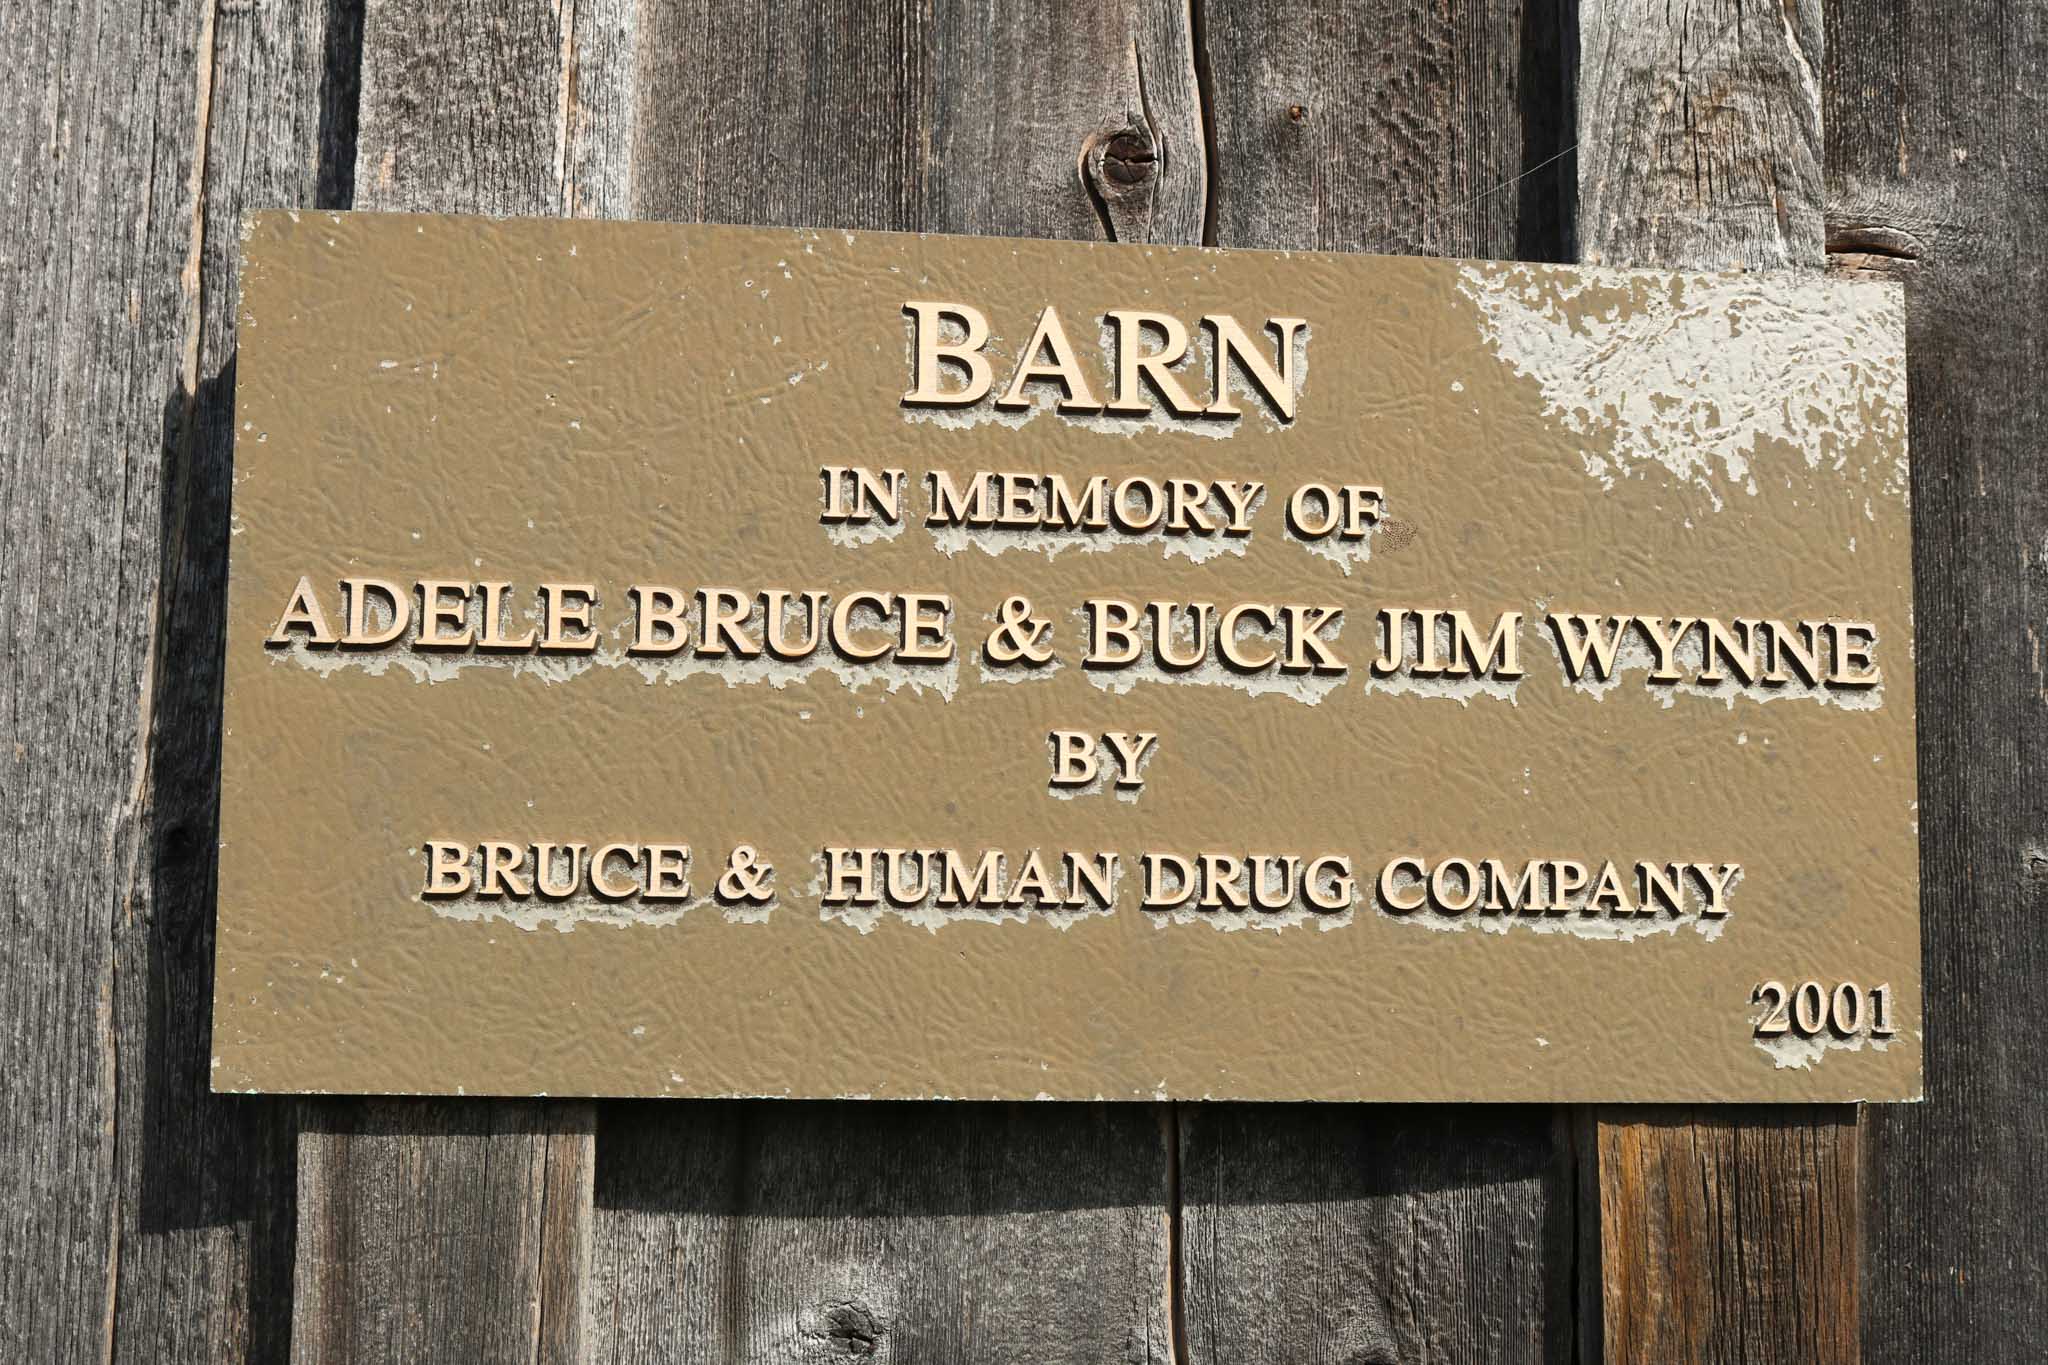 BARN
IN MEMORY OF
ADELE BRUCE & BUCK JIM WYNNE
BY
BRUCE & HUMAN DRUG COMPANY
2001